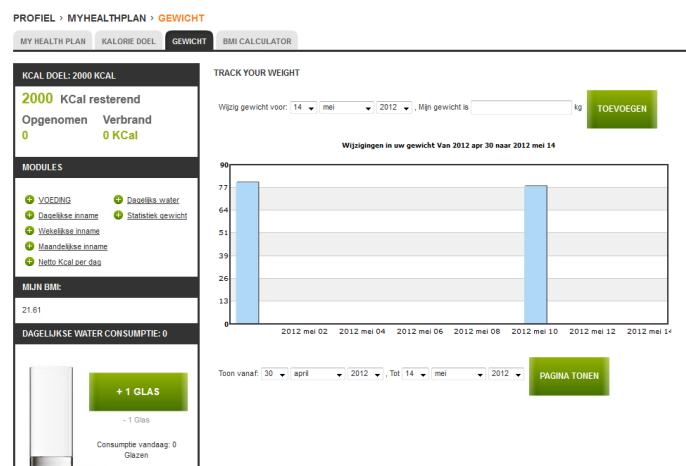 PROFIEL > MYHEALTHPLAN > GEWICHT
MY HEALTH PLAN KALORIE DOEL GEWICHT BMI CALCULATOR
KCAL DOEL: 2000 KCAL
2000 KCal resterend
Opgenomen Verbrand
0 0 KCal
MODULES
VOEDING Dagelijks water
Dagelijkse inname Statistiek gewicht
Wekelijkse inname
Maandelijkse inname
Netto Kcal per dag
MIJN BMI:
21.61
DAGELIJKSE WATER CONSUMPTIE: 0
+ 1 GLAS
- 1 Glas
Consumptie vandaag: 0
Glazen
TRACK YOUR WEIGHT
Wijzig gewicht voor: 14 mei 2012 , Mijn gewicht is kg TOEVOEGEN
Wijzigingen in uw gewicht Van 2012 apr 30 naar 2012 mei 14
90
77
64
51
39
26
13
0
2012 mei 02 2012 mei 04 2012 mei 06 2012 mei 08 2012 mei 10 2012 mei 12 2012 mei 14
Toon vanaf: 30 april 2012 , Tot 14 mei 2012 PAGINA TONEN